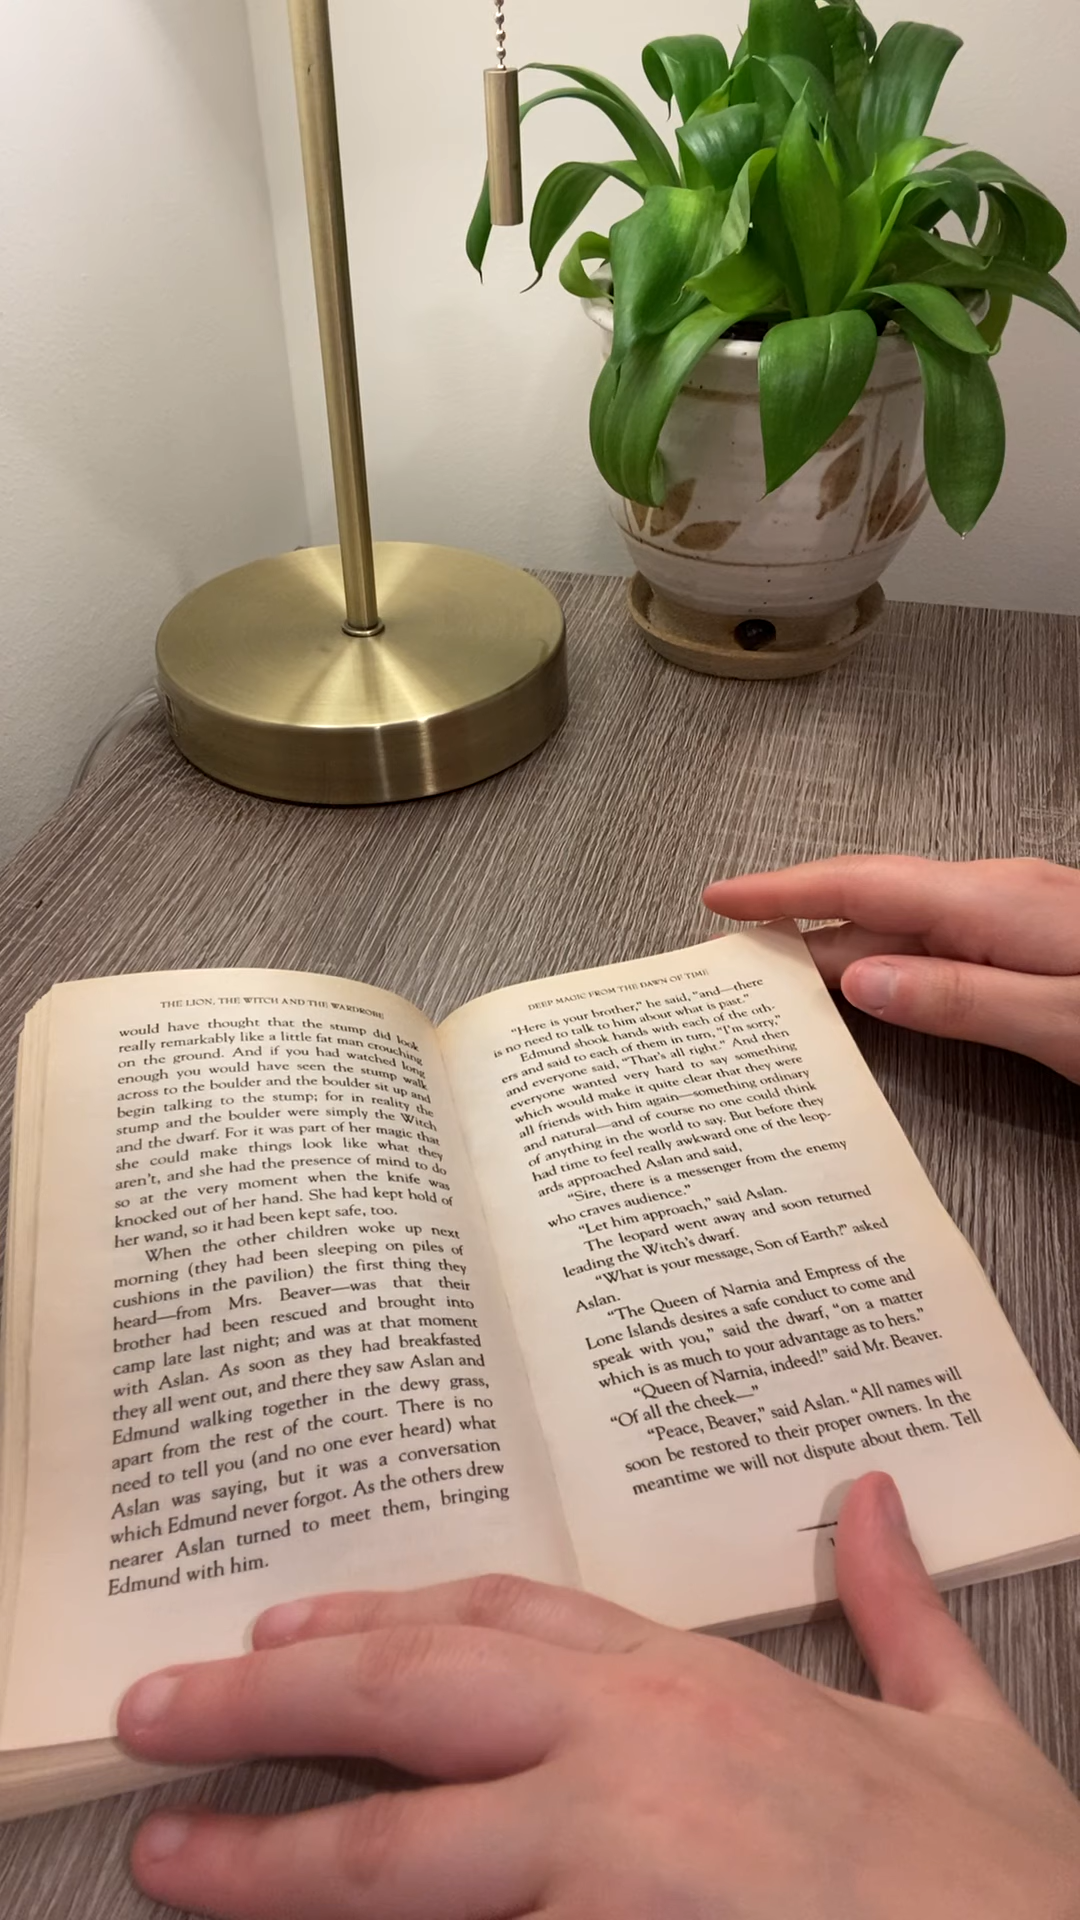 THE LION, THE WITCH AND THE WARDROBE
would have thought that the stump did look
really remarkably like a little fat man crouching
on the ground. And if you had watched long
enough you would have seen the stump walk
across to the boulder and the boulder sit up and
begin talking to the stump; for in reality the
stump and the boulder were simply the Witch
and the dwarf. For it was part of her magic that
she could make things look like what they
aren't, and she had the presence of mind to do
so at the very moment when the knife was
knocked out of her hand. She had kept hold of
her wand, so it had been kept safe, too.
When the other children woke up next
morning (they had been sleeping on piles of
cushions in the pavilion) the first thing they
heard—from Mrs. Beaver—was that their
brother had been rescued and brought into
camp late last night; and was at that moment
with Aslan. As soon as they had breakfasted
they all went out, and there they saw Aslan and
Edmund walking together in the dewy grass,
apart from the rest of the court. There is no
need to tell you (and no one ever heard) what
Aslan was saying, but it was a conversation
which Edmund never forgot. As the others drew
nearer Aslan turned to meet them, bringing
Edmund with him.
DEEP MAGIC FROM THE DAWN OF TIME
"Here is your brother," he said, "and—there
is no need to talk to him about what is past."
Edmund shook hands with each of the oth-
ers and said to each of them in turn, "I'm sorry,"
and everyone said, "That's all right." And then
everyone wanted very hard to say something
which would make it quite clear that they were
all friends with him again—something ordinary
and natural—and of course no one could think
of anything in the world to say. But before they
had time to feel really awkward one of the leop-
ards approached Aslan and said,
"Sire, there is a messenger from the enemy
who craves audience."
"Let him approach," said Aslan.
The leopard went away and soon returned
leading the Witch's dwarf.
"What is your message, Son of Earth?" asked
Aslan.
"The Queen of Narnia and Empress of the
Lone Islands desires a safe conduct to come and
speak with you," said the dwarf, "on a matter
which is as much to your advantage as to hers."
"Queen of Narnia, indeed!" said Mr. Beaver.
"Of all the cheek—"
"Peace, Beaver," said Aslan. "All names will
soon be restored to their proper owners. In the
meantime we will not dispute about them. Tell